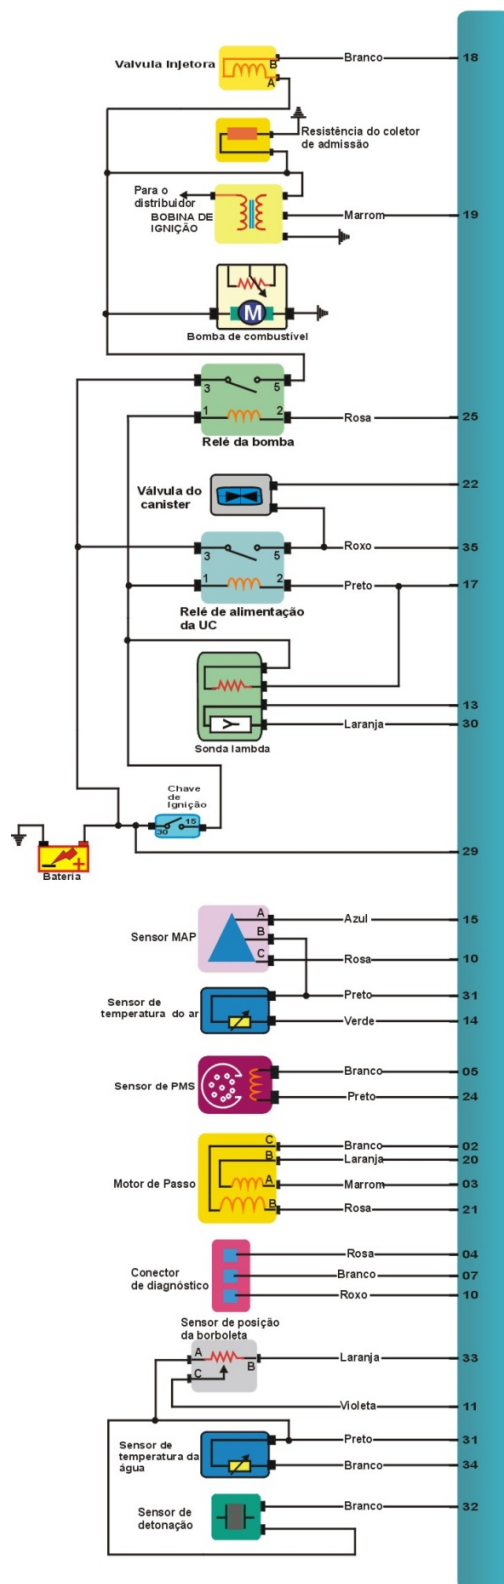 Valvula Injetora
B
A
Branco
18
Resistência do coletor
de admissão
Para o
distribuidor
BOBINA DE
IGNIÇÃO
Marrom
19
M
Bomba de combustível
3
5
1
2
Rosa
25
Relé da bomba
Válvula do
canister
22
3
5
Roxo
35
1
2
Preto
17
Relé de alimentação
da UC
13
Laranja
30
Sonda lambda
Chave
de
Ignição
30
15
29
Bateria
Sensor MAP
A
Azul
15
B
C
Rosa
10
Sensor de
temperatura do ar
Preto
31
Verde
14
Sensor de PMS
Branco
05
Preto
24
Motor de Passo
C
Branco
02
B
Laranja
20
A
Marrom
03
B
Rosa
21
Conector
de diagnóstico
Rosa
04
Branco
07
Roxo
10
Sensor de posição
da borboleta
A
B
C
Laranja
33
Violeta
11
Sensor de
temperatura da
água
Preto
31
Branco
34
Sensor de
detonação
Branco
32